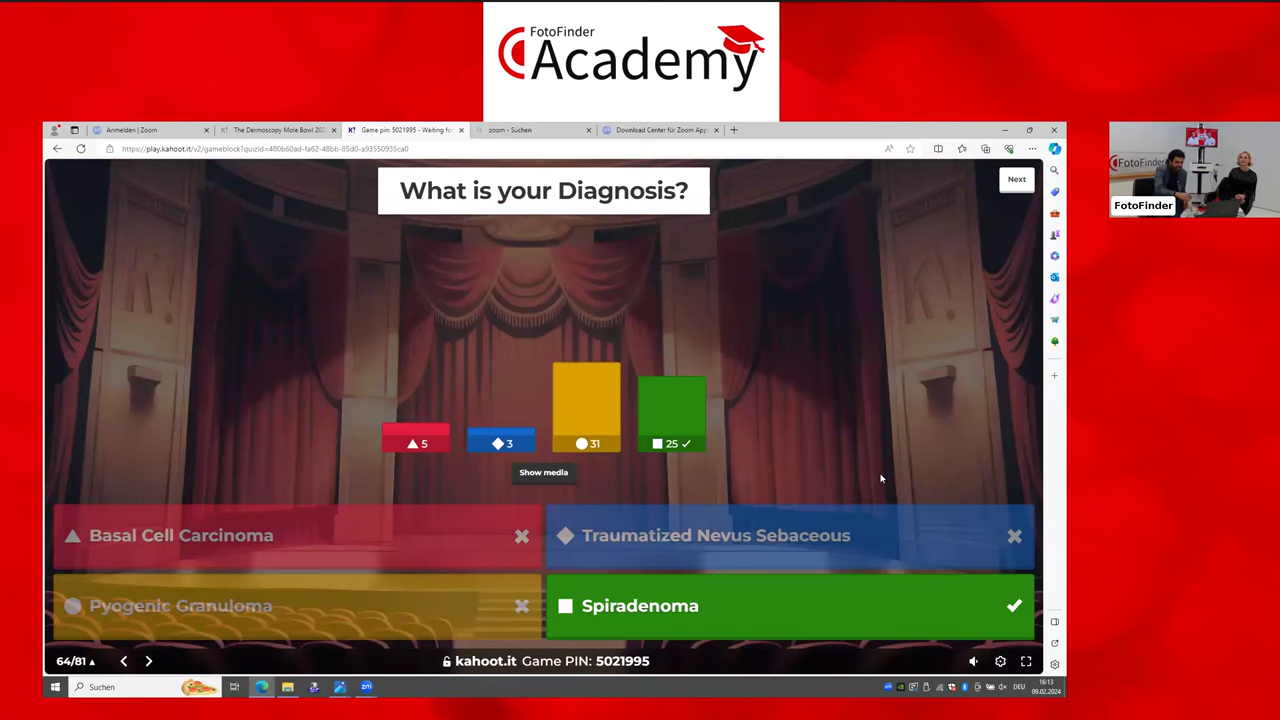 FotoFinder
Academy
Anmelden | Zoom
The Dermoscopy Mole Bowl 202
Game pin: 5021995 - Waiting for
zoom - Suchen
Download Center für Zoom App
https://play.kahoot.it/v2/gameblock?quizId=480b60ad-fa62-48bb-85d0-a93550935ca0
What is your Diagnosis?
Next
5
3
31
25
Show media
Basal Cell Carcinoma
Traumatized Nevus Sebaceous
Pyogenic Granuloma
Spiradenoma
64/81
kahoot.it Game PIN: 5021995
Suchen
DEU
16:13
09.02.2024
FotoFinder
FotoFinder